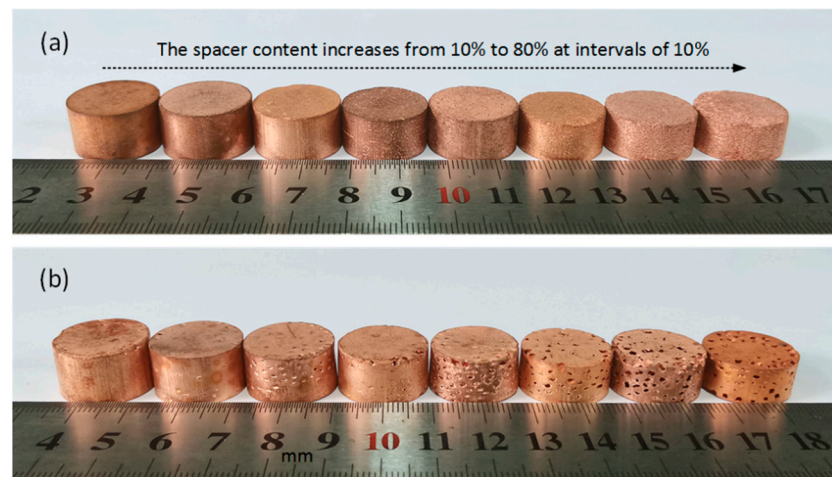 (a)
The spacer content increases from 10% to 80% at intervals of 10%
2 3 4 5 6 7 8 9 10 11 12 13 14 15 16 17
(b)
4 5 6 7 8 9 10 11 12 13 14 15 16 17 18
mm